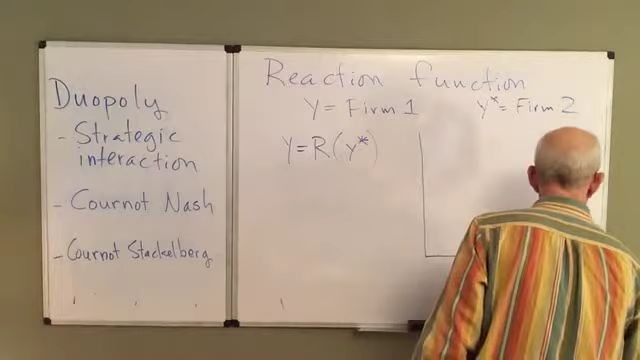 Duopoly
- Strategic
interaction
- Cournot Nash
- Cournot Stackelberg
Reaction function
Y = Firm 1
y* = Firm 2
Y=R(y*)